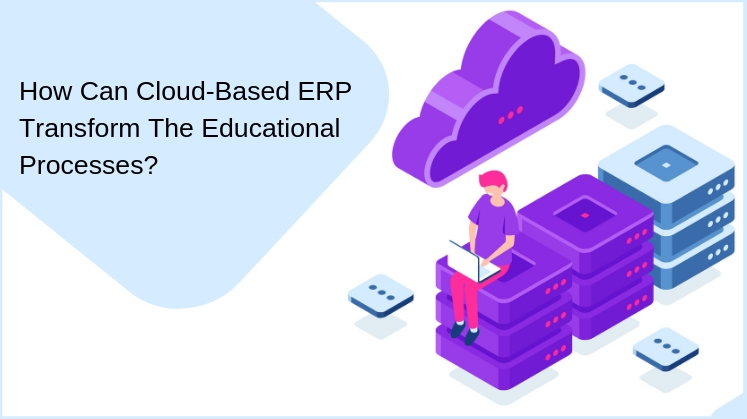 How Can Cloud-Based ERP
Transform The Educational
Processes?